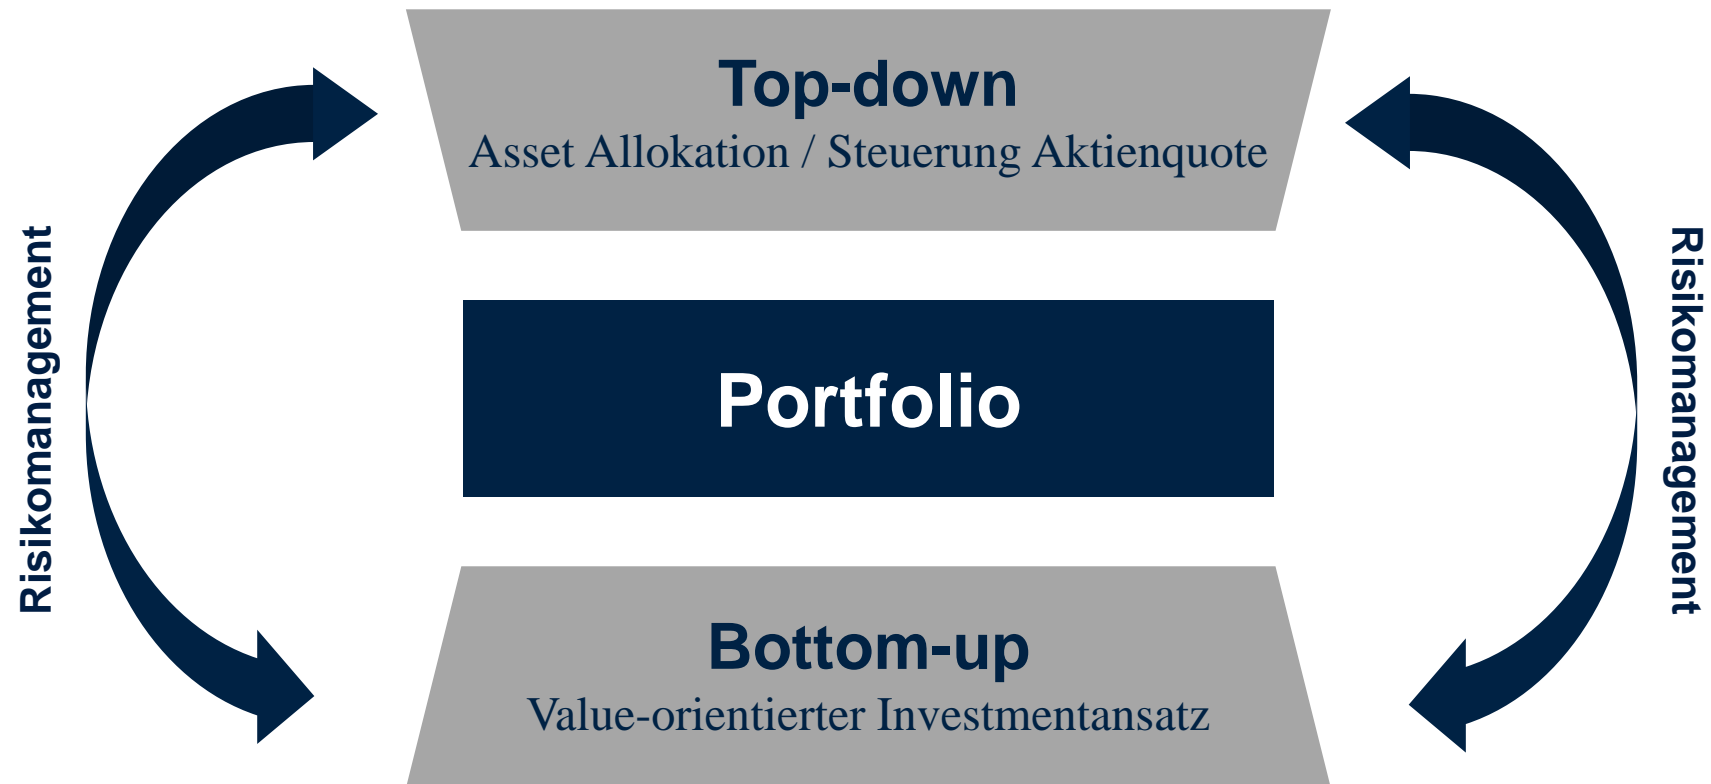 Top-down
Asset Allokation / Steuerung Aktienquote
Risikomanagement
Portfolio
Risikomanagement
Bottom-up
Value-orientierter Investmentansatz